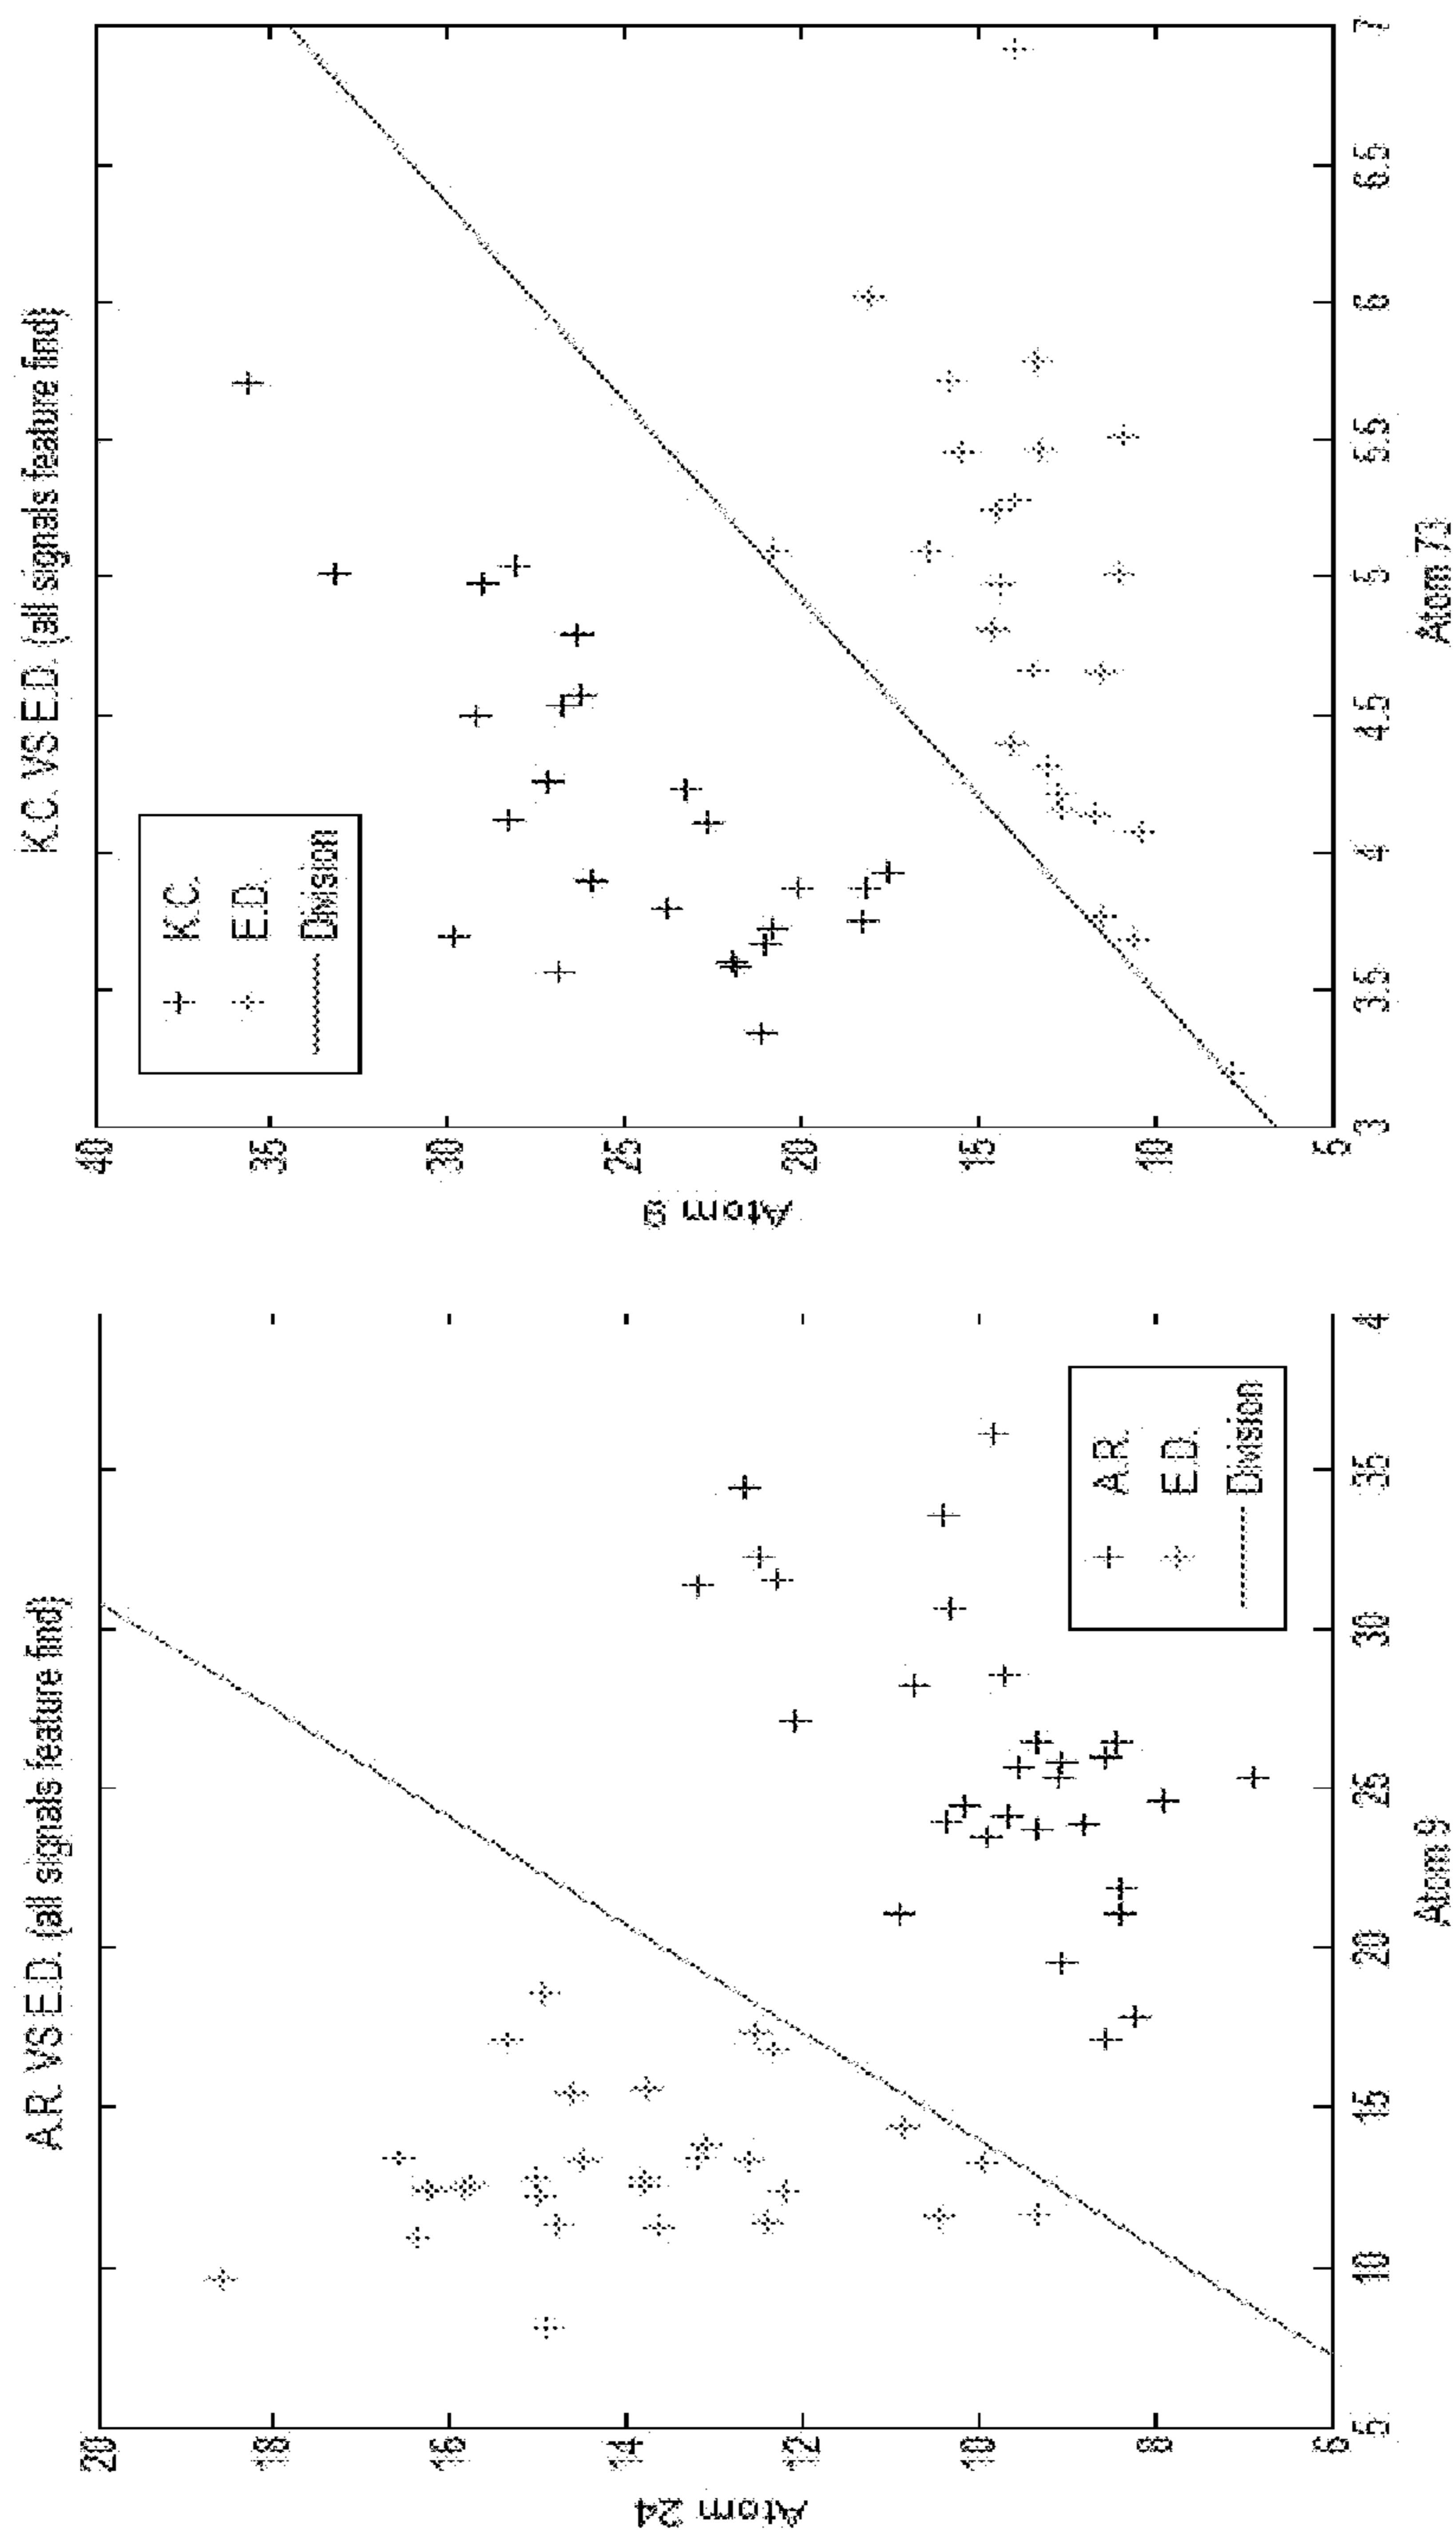 A.R. VS E.D. (all signals feature find)
20
18
16
14
12
10
8
6
Atom 24
5
10
15
20
25
30
35
4
Atom 9
A.R.
E.D.
Division
K.C. VS E.D. (all signals feature find)
40
35
30
25
20
15
10
5
Atom 9
3
3.5
4
4.5
5
5.5
6
6.5
7
Atom 73
K.C.
E.D.
Division